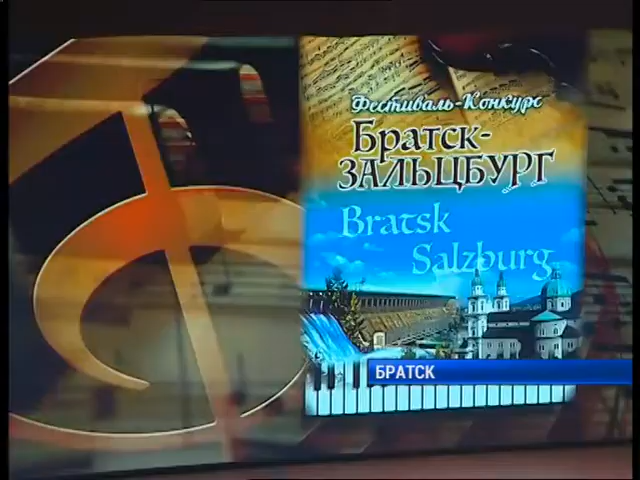 Фестиваль-Конкурс
Братск-
ЗАЛЬЦБУРГ
Bratsk
Salzburg
БРАТСК